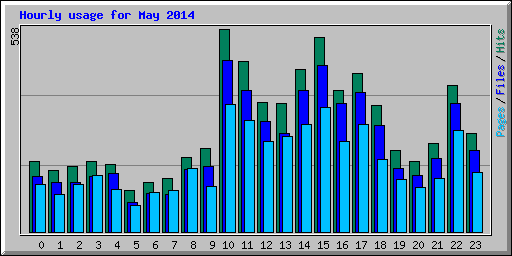 Hourly usage for May 2014
538
Pages / Files / Hits
0 1 2 3 4 5 6 7 8 9 10 11 12 13 14 15 16 17 18 19 20 21 22 23